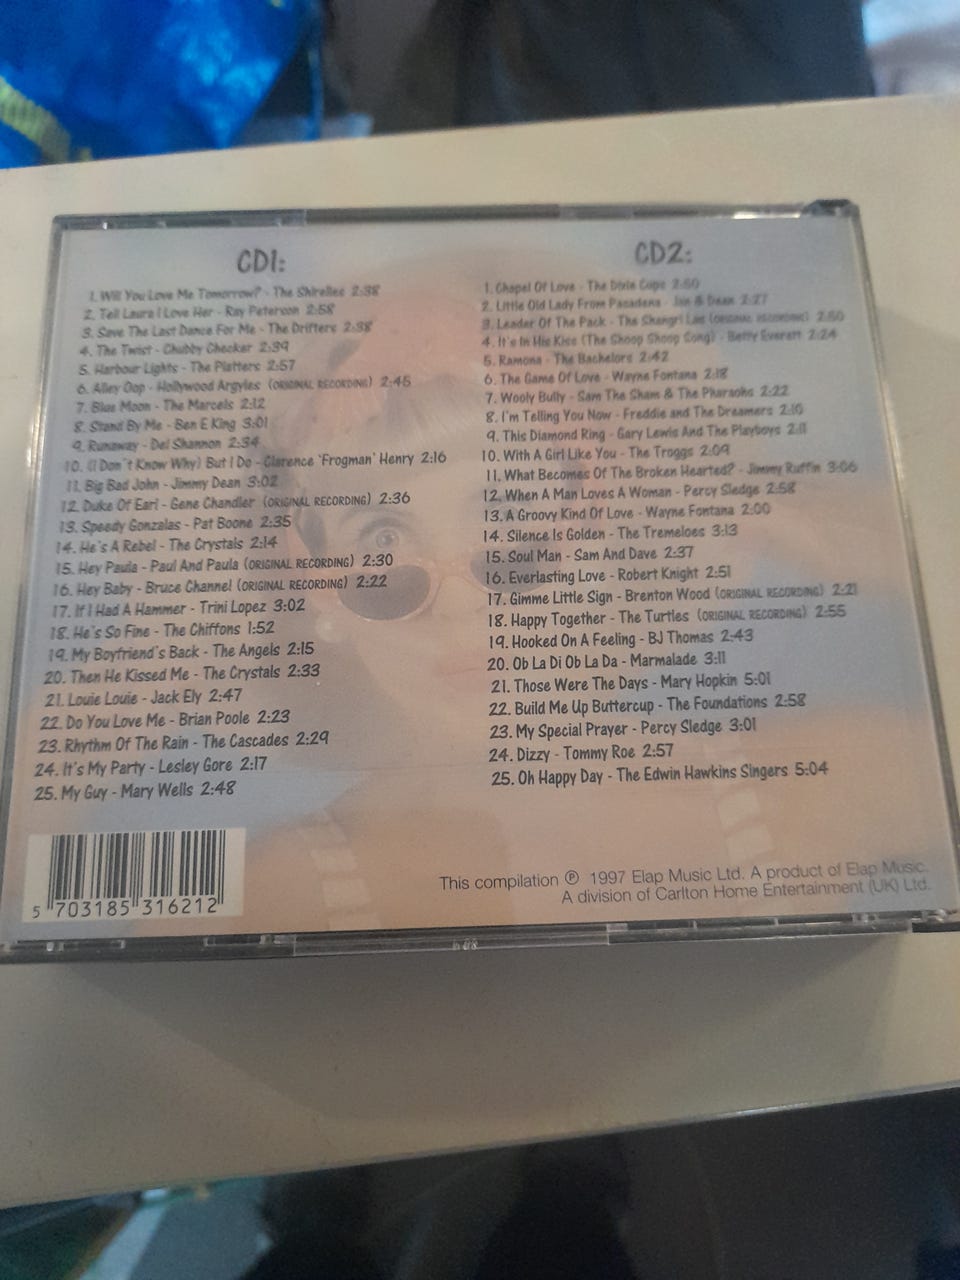 CD1:
1. Will You Love Me Tomorrow? - The Shirelles 2:38
2. Tell Laura I Love Her - Ray Peterson 2:58
3. Save The Last Dance For Me - The Drifters 2:38
4. The Twist - Chubby Checker 2:39
5. Harbour Lights - The Platters 2:57
6. Alley Oop - Hollywood Argyles (ORIGINAL RECORDING) 2:45
7. Blue Moon - The Marcels 2:12
8. Stand By Me - Ben E King 3:01
9. Runaway - Del Shannon 2:34
10. (I Don't Know Why) But I Do - Clarence 'Frogman' Henry 2:16
11. Big Bad John - Jimmy Dean 3:02
12. Duke Of Earl - Gene Chandler (ORIGINAL RECORDING) 2:36
13. Speedy Gonzalas - Pat Boone 2:35
14. He's A Rebel - The Crystals 2:14
15. Hey Paula - Paul And Paula (ORIGINAL RECORDING) 2:30
16. Hey Baby - Bruce Channel (ORIGINAL RECORDING) 2:22
17. If I Had A Hammer - Trini Lopez 3:02
18. He's So Fine - The Chiffons 1:52
19. My Boyfriend's Back - The Angels 2:15
20. Then He Kissed Me - The Crystals 2:33
21. Louie Louie - Jack Ely 2:47
22. Do You Love Me - Brian Poole 2:23
23. Rhythm Of The Rain - The Cascades 2:29
24. It's My Party - Lesley Gore 2:17
25. My Guy - Mary Wells 2:48
CD2:
1. Chapel Of Love - The Dixie Cups 2:50
2. Little Old Lady From Pasadena - Jan & Dean 2:27
3. Leader Of The Pack - The Shangri Las (ORIGINAL RECORDING) 2:50
4. It's In His Kiss (The Shoop Shoop Song) - Betty Everett 2:24
5. Ramona - The Bachelors 2:42
6. The Game Of Love - Wayne Fontana 2:18
7. Wooly Bully - Sam The Sham & The Pharaohs 2:22
8. I'm Telling You Now - Freddie and The Dreamers 2:10
9. This Diamond Ring - Gary Lewis And The Playboys 2:11
10. With A Girl Like You - The Troggs 2:09
11. What Becomes Of The Broken Hearted? - Jimmy Ruffin 3:06
12. When A Man Loves A Woman - Percy Sledge 2:58
13. A Groovy Kind Of Love - Wayne Fontana 2:00
14. Silence Is Golden - The Tremeloes 3:13
15. Soul Man - Sam And Dave 2:37
16. Everlasting Love - Robert Knight 2:51
17. Gimme Little Sign - Brenton Wood (ORIGINAL RECORDING) 2:21
18. Happy Together - The Turtles (ORIGINAL RECORDING) 2:55
19. Hooked On A Feeling - BJ Thomas 2:43
20. Ob La Di Ob La Da - Marmalade 3:11
21. Those Were The Days - Mary Hopkin 5:01
22. Build Me Up Buttercup - The Foundations 2:58
23. My Special Prayer - Percy Sledge 3:01
24. Dizzy - Tommy Roe 2:57
25. Oh Happy Day - The Edwin Hawkins Singers 5:04
5 703185 316212
This compilation ℗ 1997 Elap Music Ltd. A product of Elap Music.
A division of Carlton Home Entertainment (UK) Ltd.